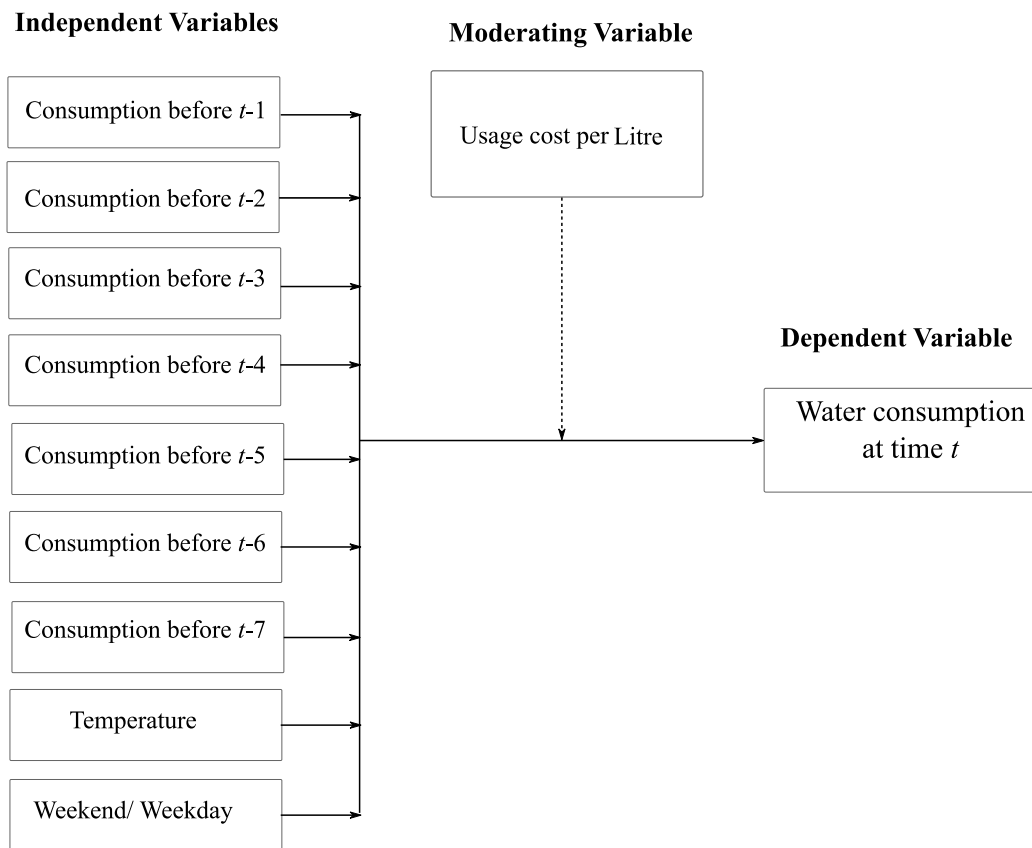 Independent Variables
Consumption before t-1
Consumption before t-2
Consumption before t-3
Consumption before t-4
Consumption before t-5
Consumption before t-6
Consumption before t-7
Temperature
Weekend/ Weekday
Moderating Variable
Usage cost per Litre
Dependent Variable
Water consumption
at time t